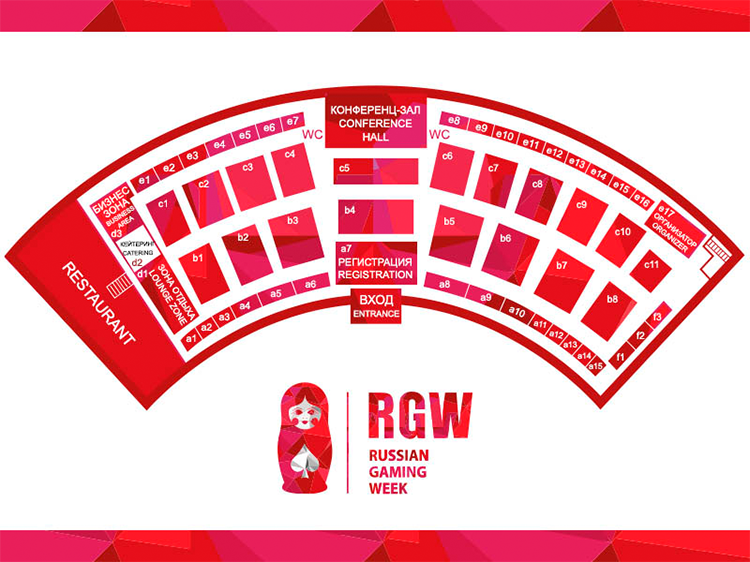 КОНФЕРЕНЦ-ЗАЛ
CONFERENCE
HALL
WC
WC
e1
e2
e3
e4
e5
e6
e7
e8
e9
e10
e11
e12
e13
e14
e15
e16
e17
ОРГАНИЗАТОР
ORGANIZER
БИЗНЕС
ЗОНА
BUSINESS
AREA
d3
КЕЙТЕРИНГ
CATERING
d2
d1
ЗОНА ОТДЫХА
LOUNGE ZONE
RESTAURANT
c1
c2
c3
c4
c5
c6
c7
c8
c9
c10
c11
b1
b2
b3
b4
b5
b6
b7
b8
a7
РЕГИСТРАЦИЯ
REGISTRATION
ВХОД
ENTRANCE
a1
a2
a3
a4
a5
a6
a8
a9
a10
a11
a12
a13
a14
a15
f1
f2
f3
RGW
RUSSIAN
GAMING
WEEK